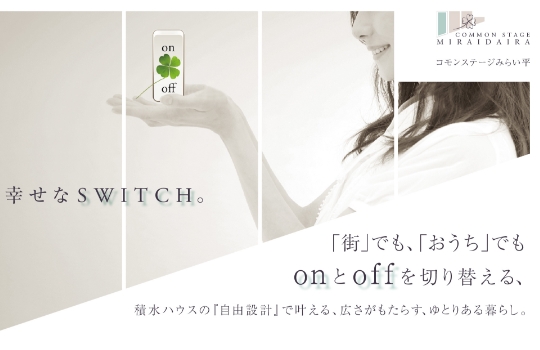 COMMON STAGE
MIRAIDAIRA
コモンステージみらい平
on
off
幸せなSWITCH。
「街」でも、「おうち」でも
onとoffを切り替える、
積水ハウスの『自由設計』で叶える、広さがもたらす、ゆとりある暮らし。